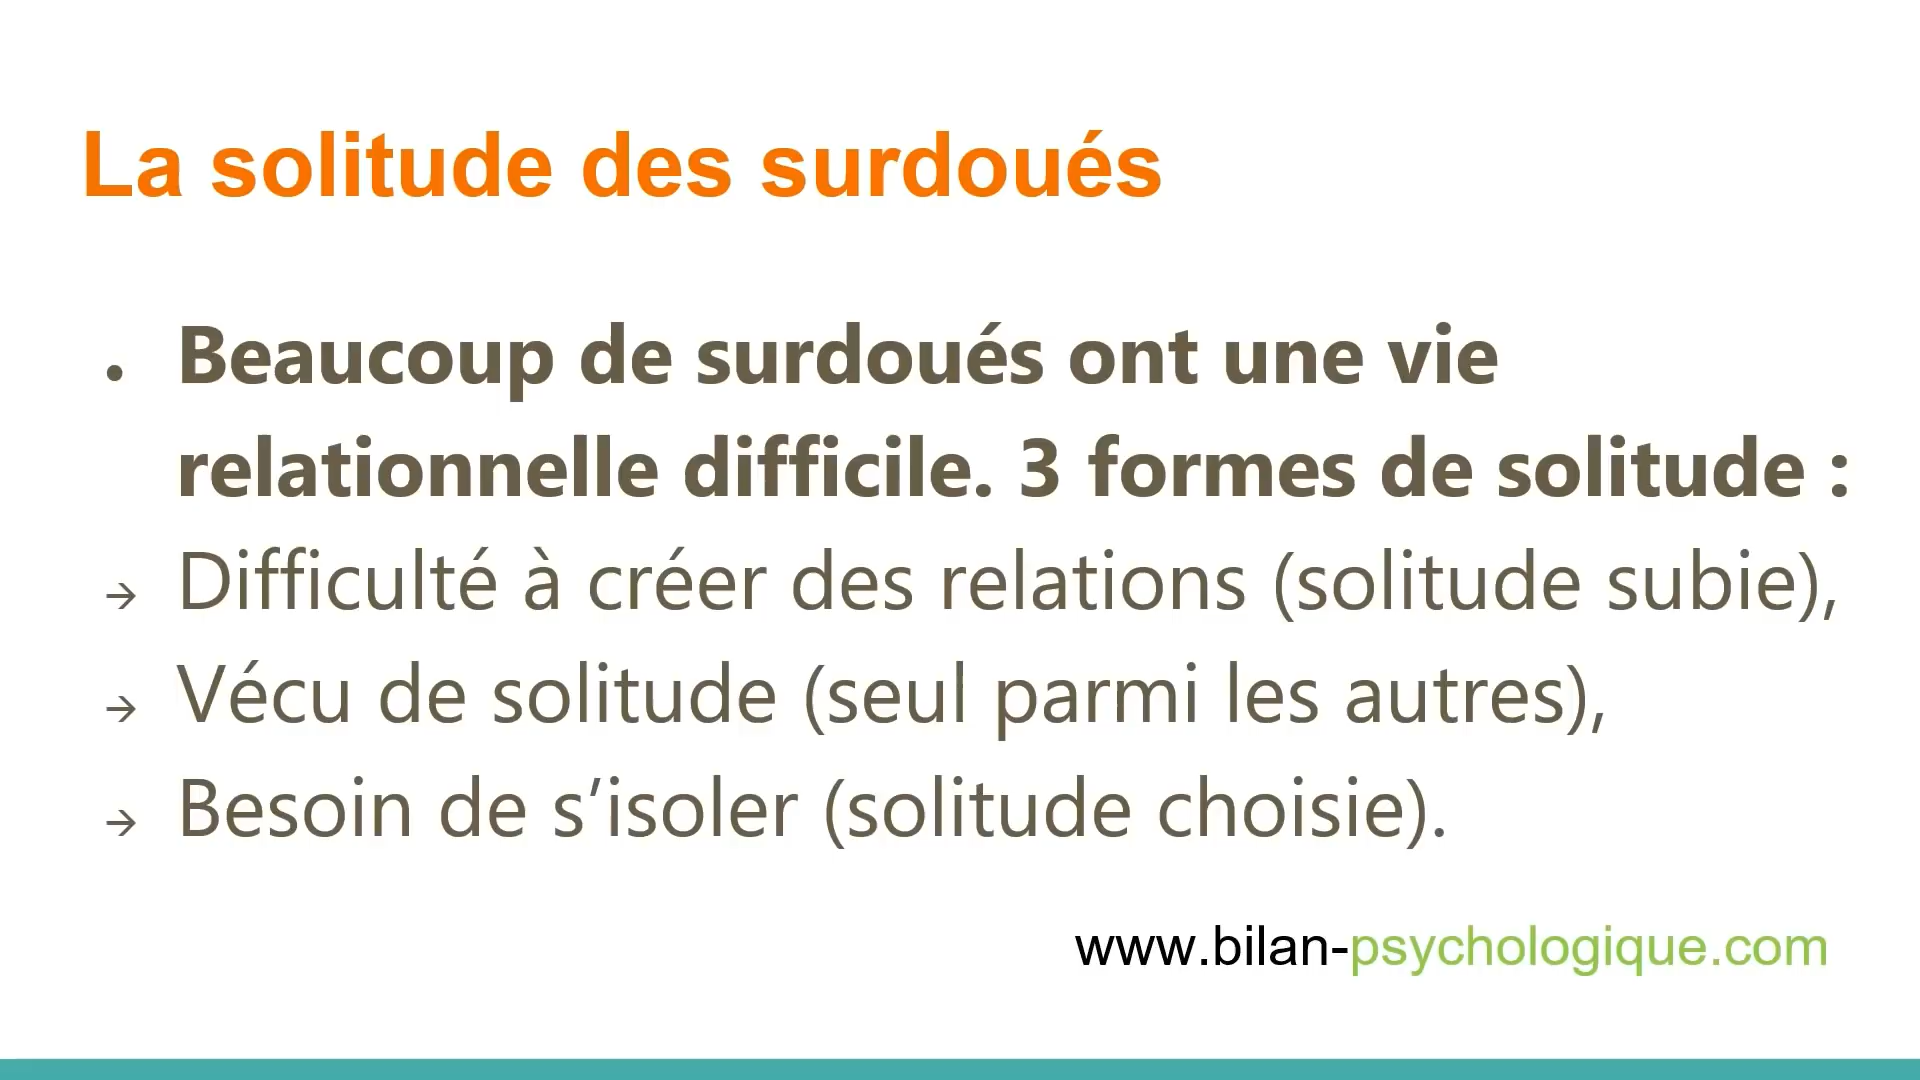 La solitude des surdoués
• Beaucoup de surdoués ont une vie
relationnelle difficile. 3 formes de solitude :
→ Difficulté à créer des relations (solitude subie),
→ Vécu de solitude (seul parmi les autres),
→ Besoin de s’isoler (solitude choisie).
www.bilan-psychologique.com